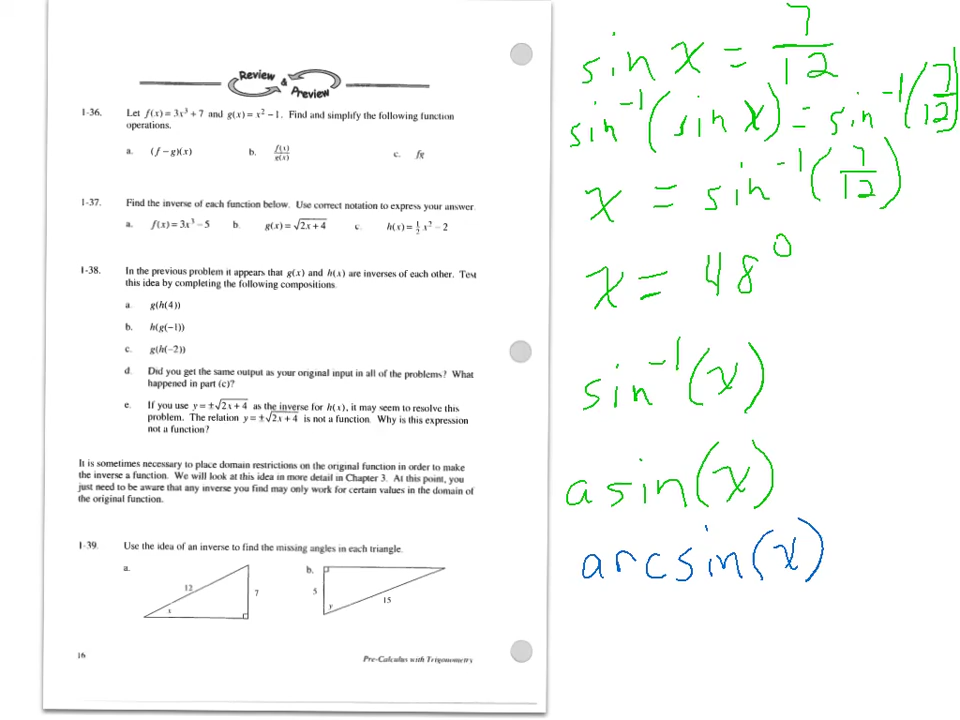 Review & Preview
1-36. Let f(x) = 3x³ + 7 and g(x) = x² − 1. Find and simplify the following function
operations.
a. (f − g)(x) b. f(x)/g(x) c. fg
1-37. Find the inverse of each function below. Use correct notation to express your answer.
a. f(x) = 3x³ − 5 b. g(x) = √(2x + 4) c. h(x) = ½ x² − 2
1-38. In the previous problem it appears that g(x) and h(x) are inverses of each other. Test
this idea by completing the following compositions.
a. g(h(4))
b. h(g(−1))
c. g(h(−2))
d. Did you get the same output as your original input in all of the problems? What
happened in part (c)?
e. If you use y = ±√(2x + 4) as the inverse for h(x), it may seem to resolve this
problem. The relation y = ±√(2x + 4) is not a function. Why is this expression
not a function?
It is sometimes necessary to place domain restrictions on the original function in order to make
the inverse a function. We will look at this idea in more detail in Chapter 3. At this point, you
just need to be aware that any inverse you find may only work for certain values in the domain of
the original function.
1-39. Use the idea of an inverse to find the missing angles in each triangle.
a. b.
12 7 x
5 15 y
16 Pre-Calculus with Trigonometry
sin x = 7/12
sin⁻¹(sin x) = sin⁻¹(7/12)
x = sin⁻¹(7/12)
x = 48°
sin⁻¹(x)
asin(x)
arcsin(x)